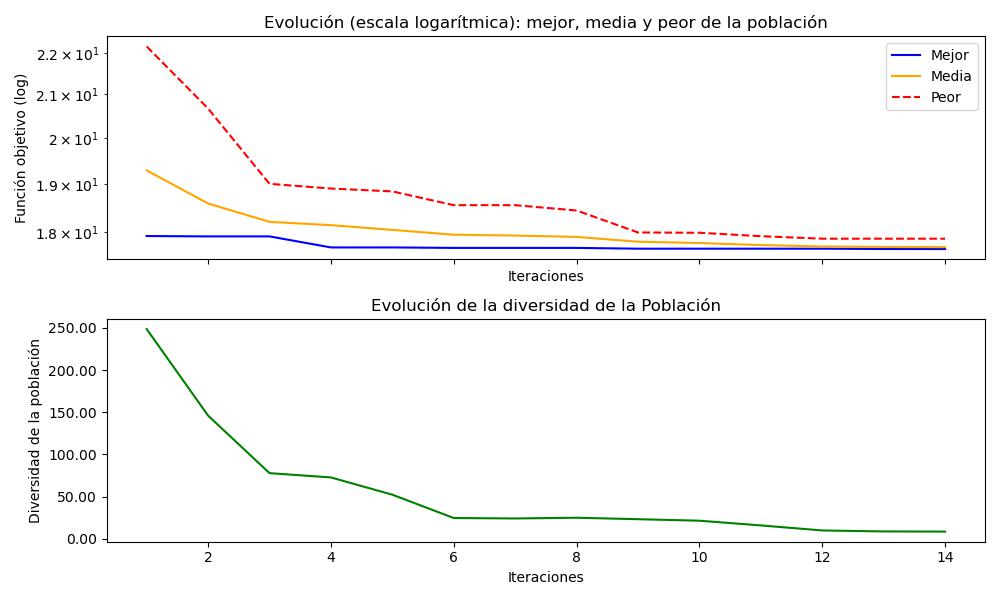 Evolución (escala logarítmica): mejor, media y peor de la población
Función objetivo (log)
2.2 × 10¹
2.1 × 10¹
2 × 10¹
1.9 × 10¹
1.8 × 10¹
Mejor
Media
Peor
Iteraciones
Evolución de la diversidad de la Población
Diversidad de la población
250.00
200.00
150.00
100.00
50.00
0.00
2 4 6 8 10 12 14
Iteraciones